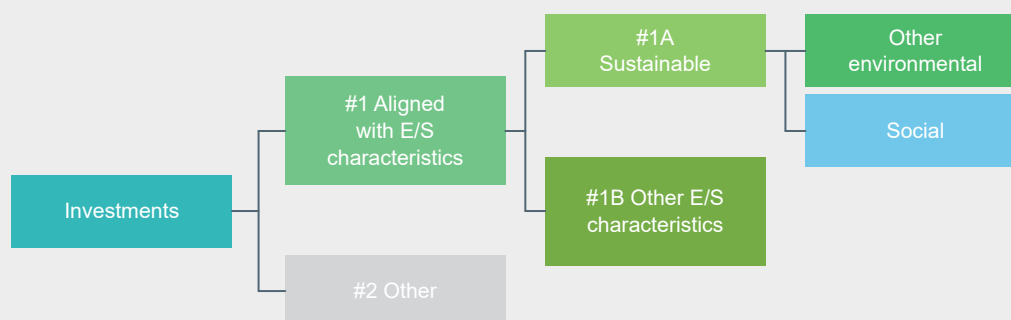 #1A
Sustainable
Other
environmental
#1 Aligned
with E/S
characteristics
Social
Investments
#1B Other E/S
characteristics
#2 Other